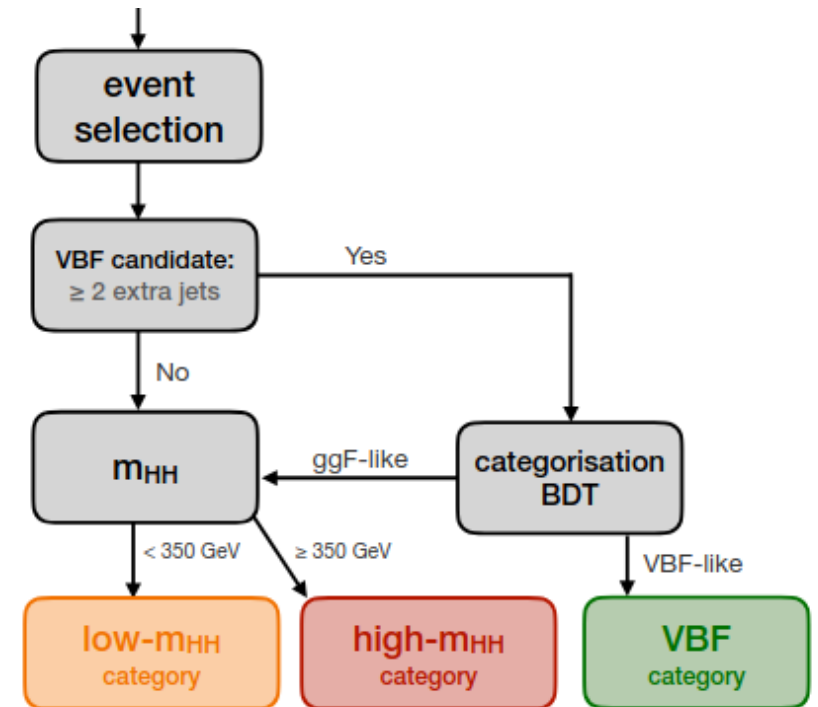 event
selection
VBF candidate:
≥ 2 extra jets
Yes
No
mHH
ggF-like
categorisation
BDT
< 350 GeV
≥ 350 GeV
VBF-like
low-mHH
category
high-mHH
category
VBF
category